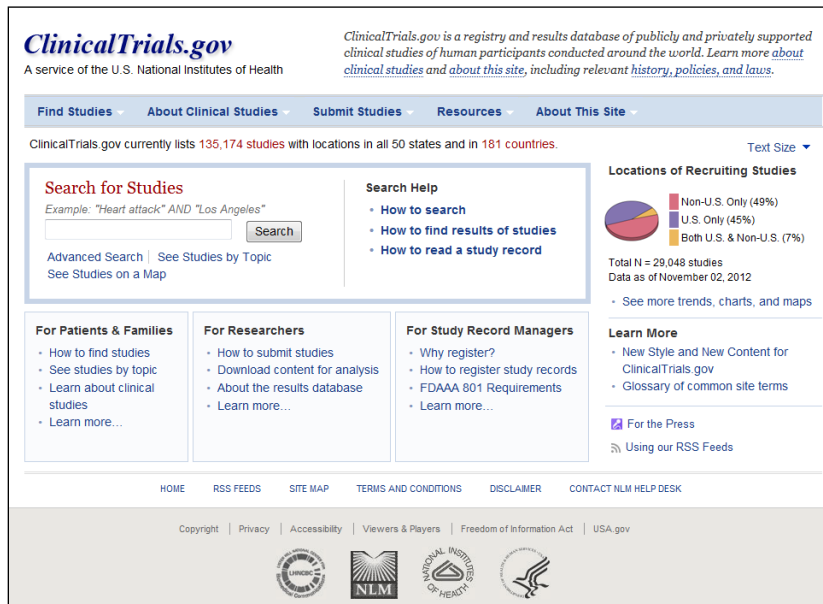 ClinicalTrials.gov
A service of the U.S. National Institutes of Health
ClinicalTrials.gov is a registry and results database of publicly and privately supported
clinical studies of human participants conducted around the world. Learn more about
clinical studies and about this site, including relevant history, policies, and laws.
Find Studies
About Clinical Studies
Submit Studies
Resources
About This Site
ClinicalTrials.gov currently lists 135,174 studies with locations in all 50 states and in 181 countries.
Text Size
Search for Studies
Example: "Heart attack" AND "Los Angeles"
Search
Advanced Search
See Studies by Topic
See Studies on a Map
Search Help
• How to search
• How to find results of studies
• How to read a study record
Locations of Recruiting Studies
Non-U.S. Only (49%)
U.S. Only (45%)
Both U.S. & Non-U.S. (7%)
Total N = 29,048 studies
Data as of November 02, 2012
• See more trends, charts, and maps
For Patients & Families
• How to find studies
• See studies by topic
• Learn about clinical
studies
• Learn more…
For Researchers
• How to submit studies
• Download content for analysis
• About the results database
• Learn more…
For Study Record Managers
• Why register?
• How to register study records
• FDAAA 801 Requirements
• Learn more…
Learn More
• New Style and New Content for
ClinicalTrials.gov
• Glossary of common site terms
For the Press
Using our RSS Feeds
HOME
RSS FEEDS
SITE MAP
TERMS AND CONDITIONS
DISCLAIMER
CONTACT NLM HELP DESK
Copyright
Privacy
Accessibility
Viewers & Players
Freedom of Information Act
USA.gov
LHNCBC
NLM
NATIONAL INSTITUTES
OF HEALTH